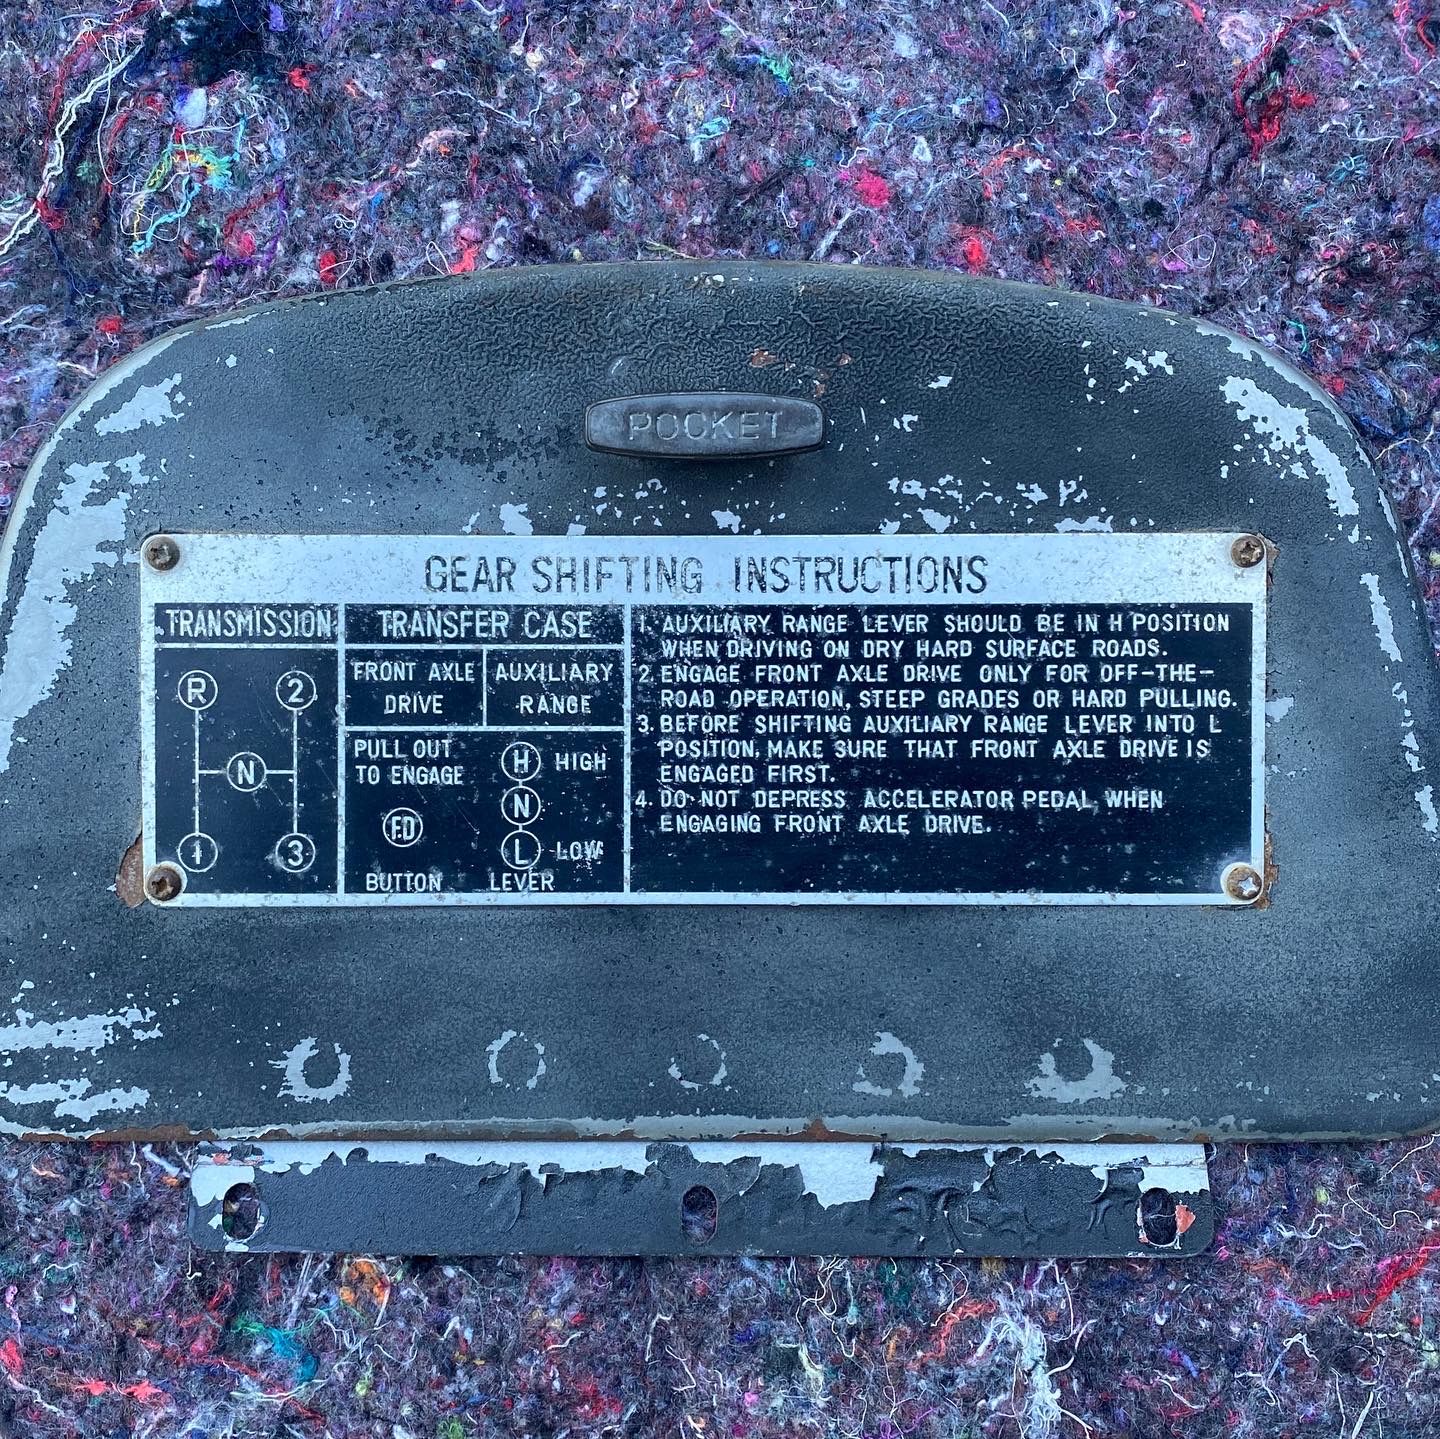 POCKET
GEAR SHIFTING INSTRUCTIONS
TRANSMISSION
R 2
N
1 3
TRANSFER CASE
FRONT AXLE
DRIVE
PULL OUT
TO ENGAGE
F.D
BUTTON
AUXILIARY
RANGE
H HIGH
N
L LOW
LEVER
1. AUXILIARY RANGE LEVER SHOULD BE IN H POSITION
WHEN DRIVING ON DRY HARD SURFACE ROADS.
2. ENGAGE FRONT AXLE DRIVE ONLY FOR OFF-THE-
ROAD OPERATION, STEEP GRADES OR HARD PULLING.
3. BEFORE SHIFTING AUXILIARY RANGE LEVER INTO L
POSITION, MAKE SURE THAT FRONT AXLE DRIVE IS
ENGAGED FIRST.
4. DO NOT DEPRESS ACCELERATOR PEDAL WHEN
ENGAGING FRONT AXLE DRIVE.